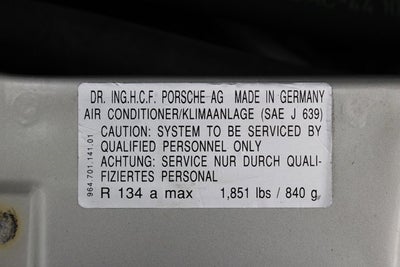 DR. ING.H.C.F. PORSCHE AG MADE IN GERMANY
AIR CONDITIONER/KLIMAANLAGE (SAE J 639)
CAUTION: SYSTEM TO BE SERVICED BY
QUALIFIED PERSONNEL ONLY
ACHTUNG: SERVICE NUR DURCH QUALI-
FIZIERTES PERSONAL
R 134 a max 1,851 lbs / 840 g
964.701.141.01